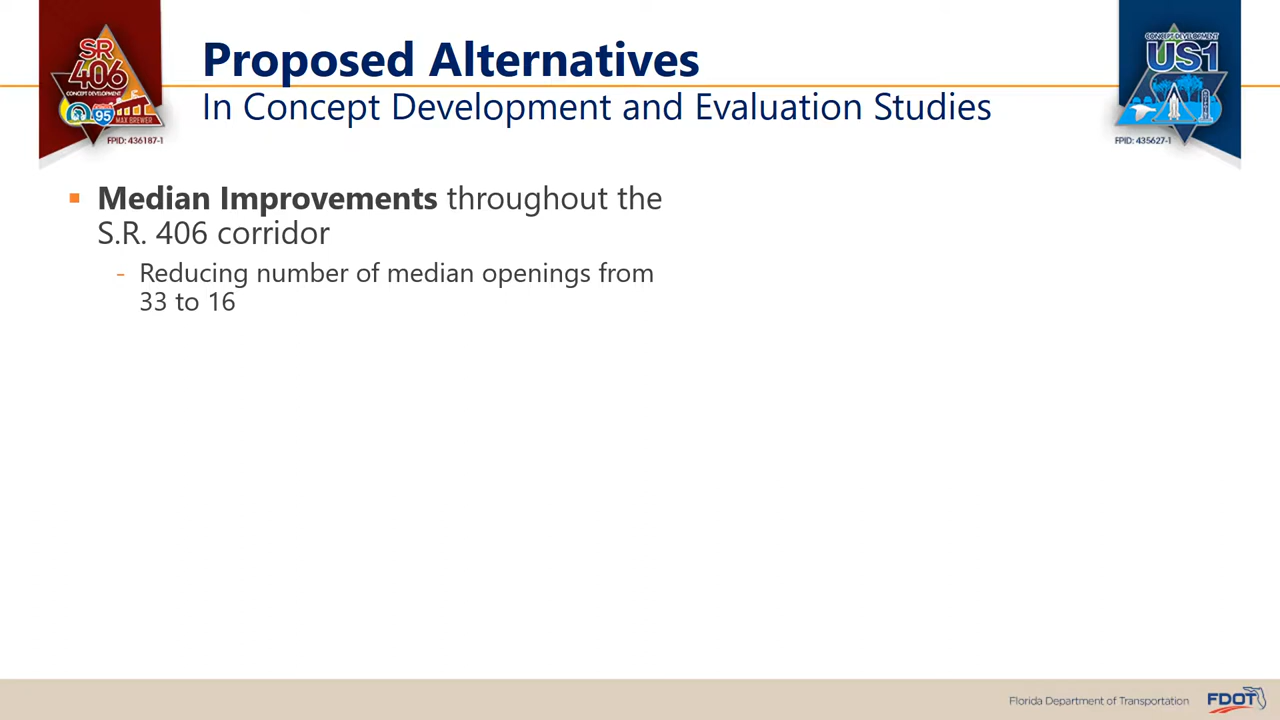 SR
406
CONCEPT DEVELOPMENT
95
MAX BREWER
FPID: 436187-1
Proposed Alternatives
In Concept Development and Evaluation Studies
CONCEPT DEVELOPMENT
US1
FPID: 435627-1
▪ Median Improvements throughout the
S.R. 406 corridor
- Reducing number of median openings from
33 to 16
Florida Department of Transportation
FDOT